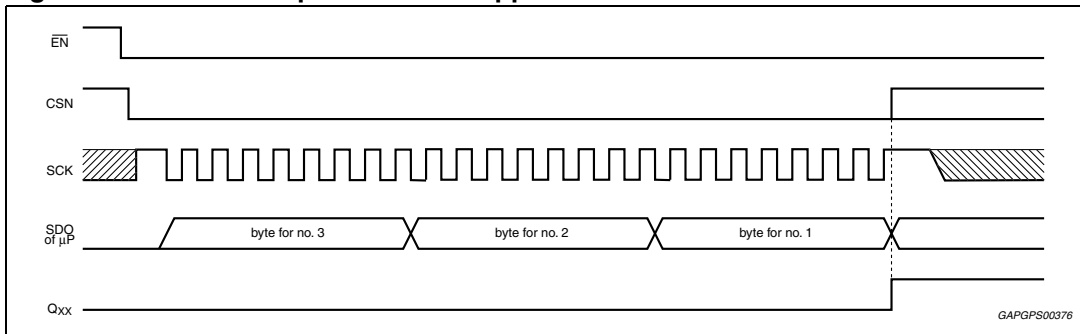 EN
CSN
SCK
SDO
of µP
byte for no. 3
byte for no. 2
byte for no. 1
QXX
GAPGPS00376